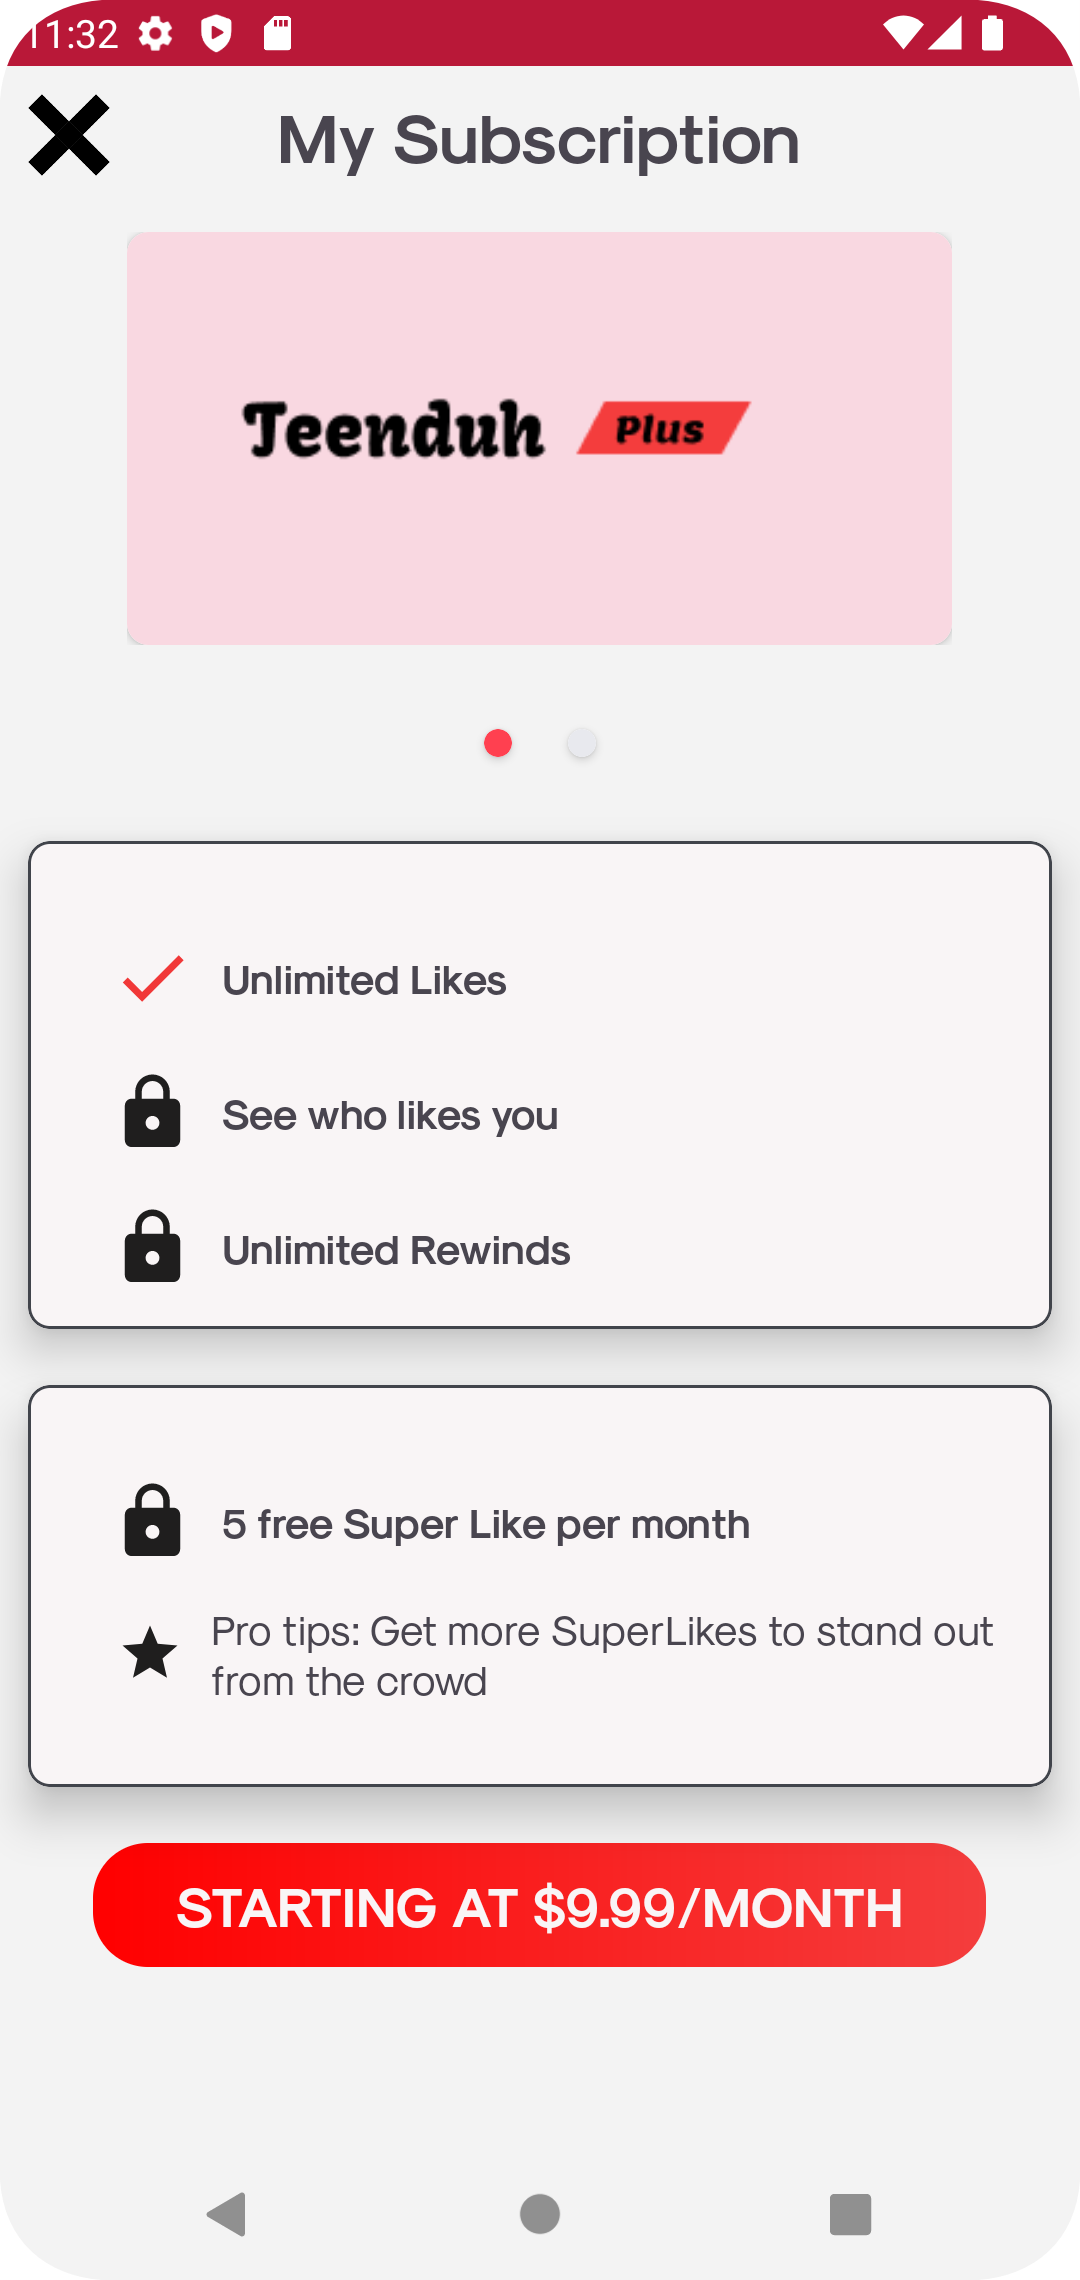 11:32
My Subscription
Teenduh Plus
Unlimited Likes
See who likes you
Unlimited Rewinds
5 free Super Like per month
Pro tips: Get more SuperLikes to stand out
from the crowd
STARTING AT $9.99/MONTH